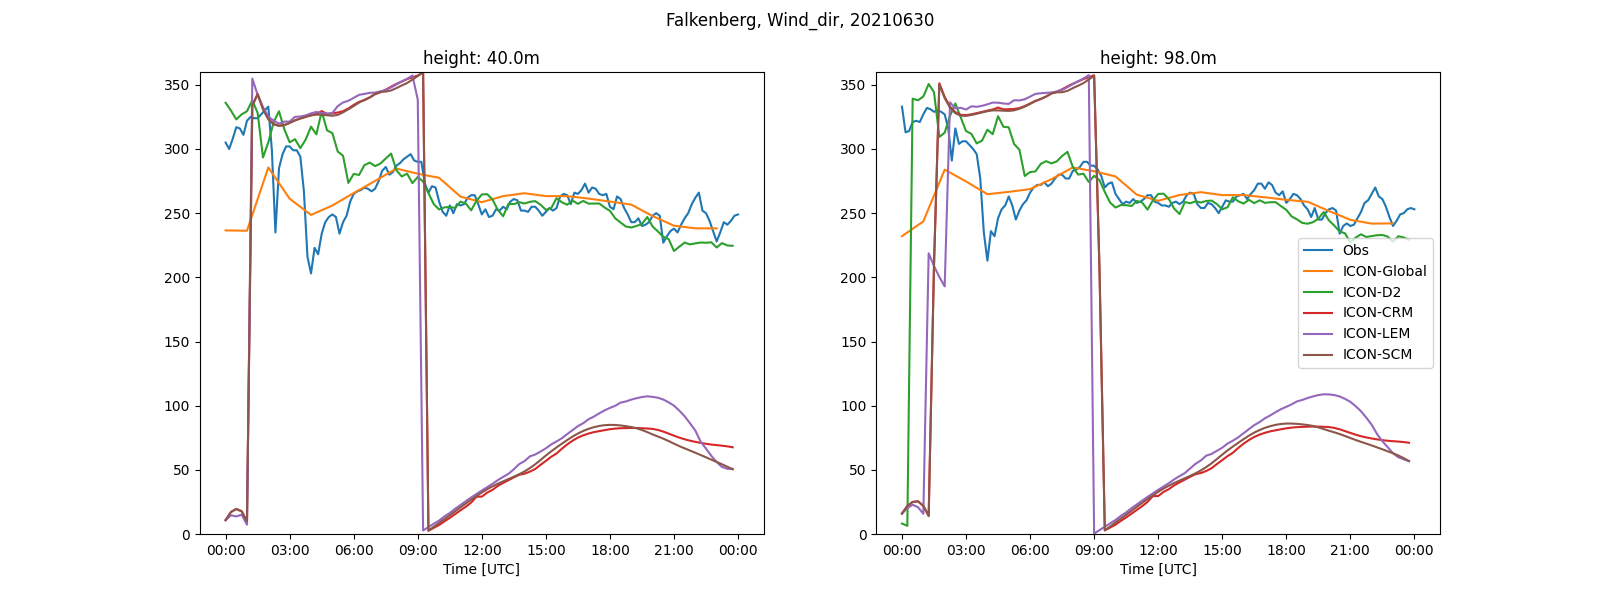 Falkenberg, Wind_dir, 20210630
height: 40.0m
350
300
250
200
150
100
50
0
00:00 03:00 06:00 09:00 12:00 15:00 18:00 21:00 00:00
Time [UTC]
height: 98.0m
350
300
250
200
150
100
50
0
Obs
ICON-Global
ICON-D2
ICON-CRM
ICON-LEM
ICON-SCM
00:00 03:00 06:00 09:00 12:00 15:00 18:00 21:00 00:00
Time [UTC]